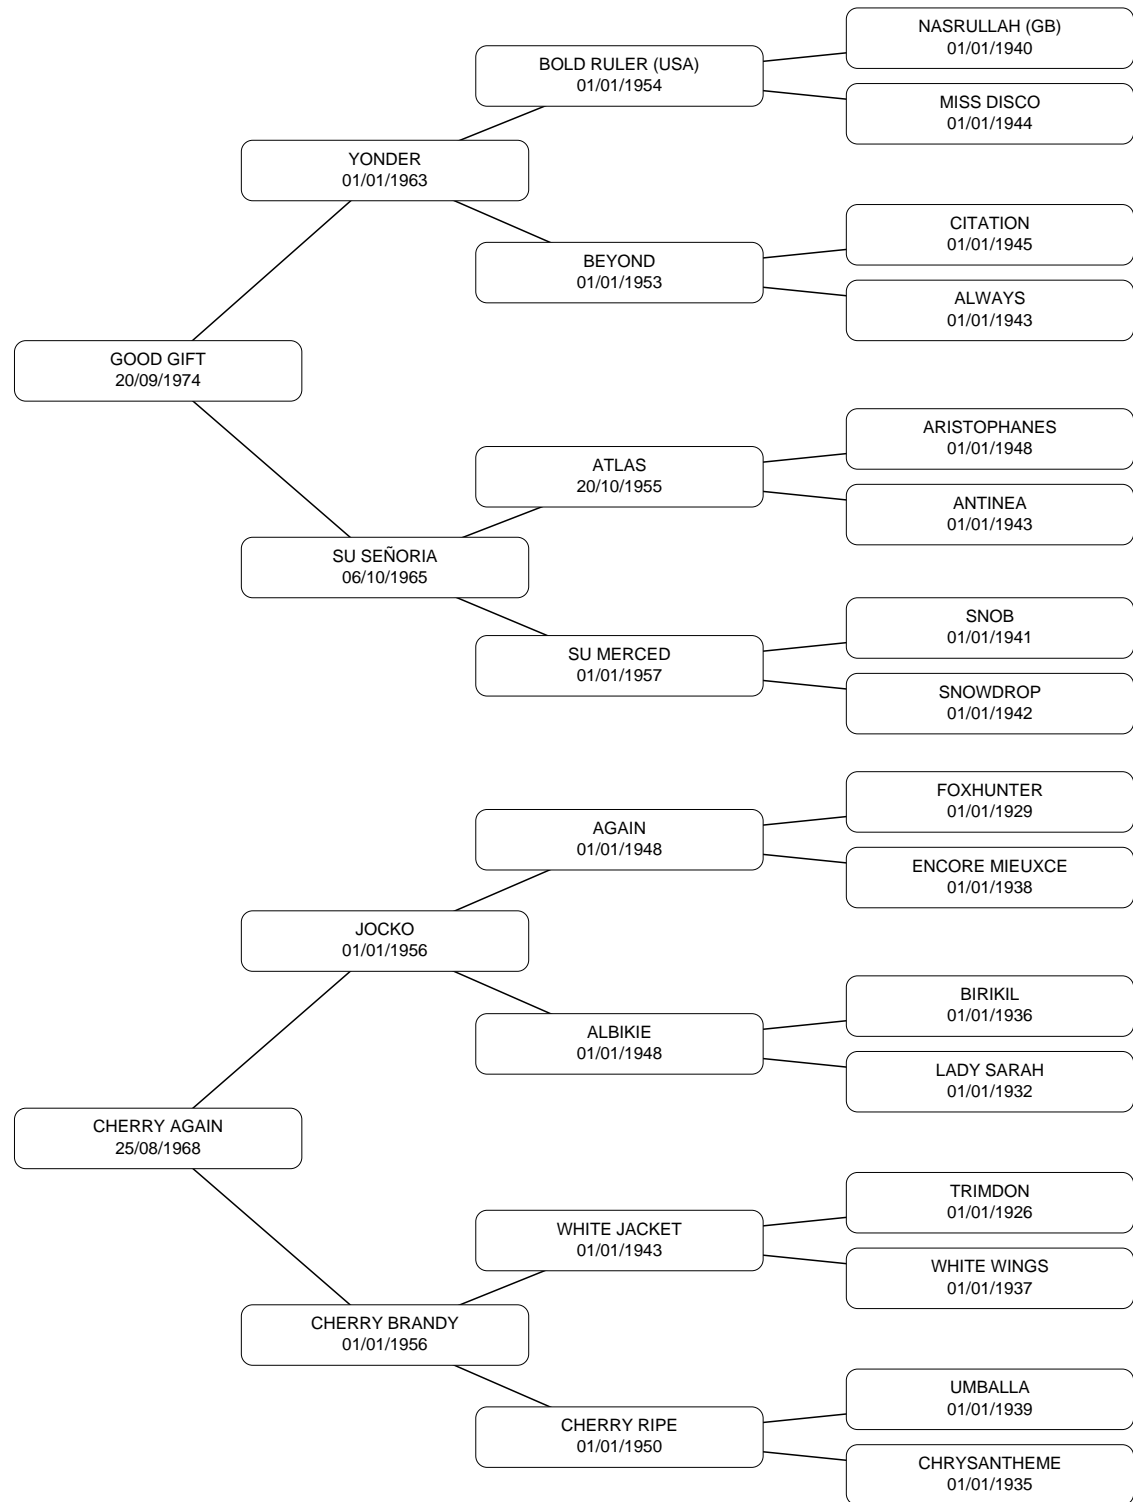 NASRULLAH (GB)
01/01/1940
BOLD RULER (USA)
01/01/1954
MISS DISCO
01/01/1944
YONDER
01/01/1963
CITATION
01/01/1945
BEYOND
01/01/1953
ALWAYS
01/01/1943
GOOD GIFT
20/09/1974
ARISTOPHANES
01/01/1948
ATLAS
20/10/1955
ANTINEA
01/01/1943
SU SEÑORIA
06/10/1965
SNOB
01/01/1941
SU MERCED
01/01/1957
SNOWDROP
01/01/1942
FOXHUNTER
01/01/1929
AGAIN
01/01/1948
ENCORE MIEUXCE
01/01/1938
JOCKO
01/01/1956
BIRIKIL
01/01/1936
ALBIKIE
01/01/1948
LADY SARAH
01/01/1932
CHERRY AGAIN
25/08/1968
TRIMDON
01/01/1926
WHITE JACKET
01/01/1943
WHITE WINGS
01/01/1937
CHERRY BRANDY
01/01/1956
UMBALLA
01/01/1939
CHERRY RIPE
01/01/1950
CHRYSANTHEME
01/01/1935